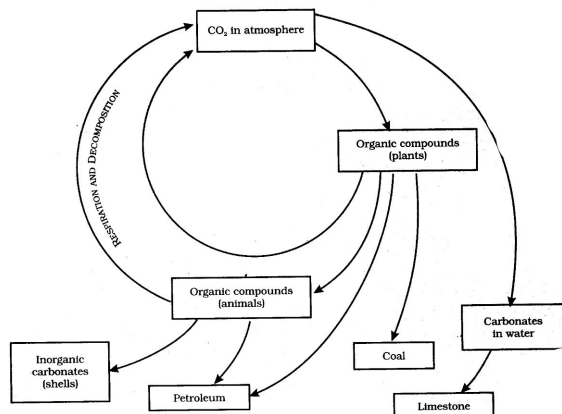 CO₂ in atmosphere
RESPIRATION AND DECOMPOSITION
Organic compounds
(plants)
Organic compounds
(animals)
Carbonates
in water
Inorganic
carbonates
(shells)
Coal
Petroleum
Limestone